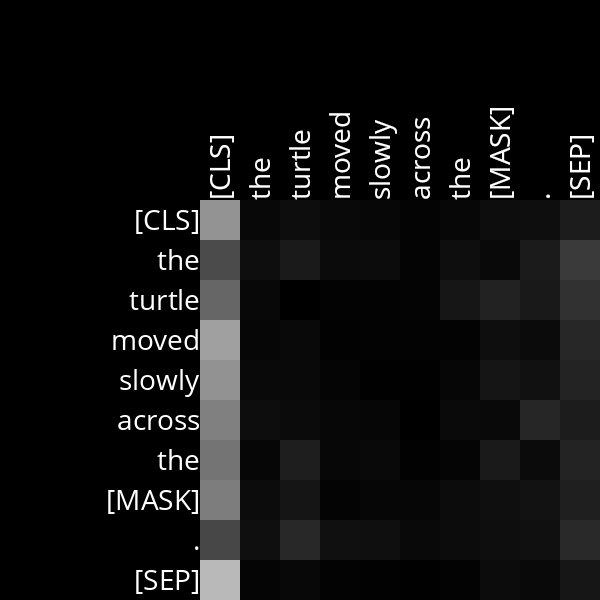 [CLS] the turtle moved slowly across the [MASK] . [SEP]
[CLS]
the
turtle
moved
slowly
across
the
[MASK]
.
[SEP]